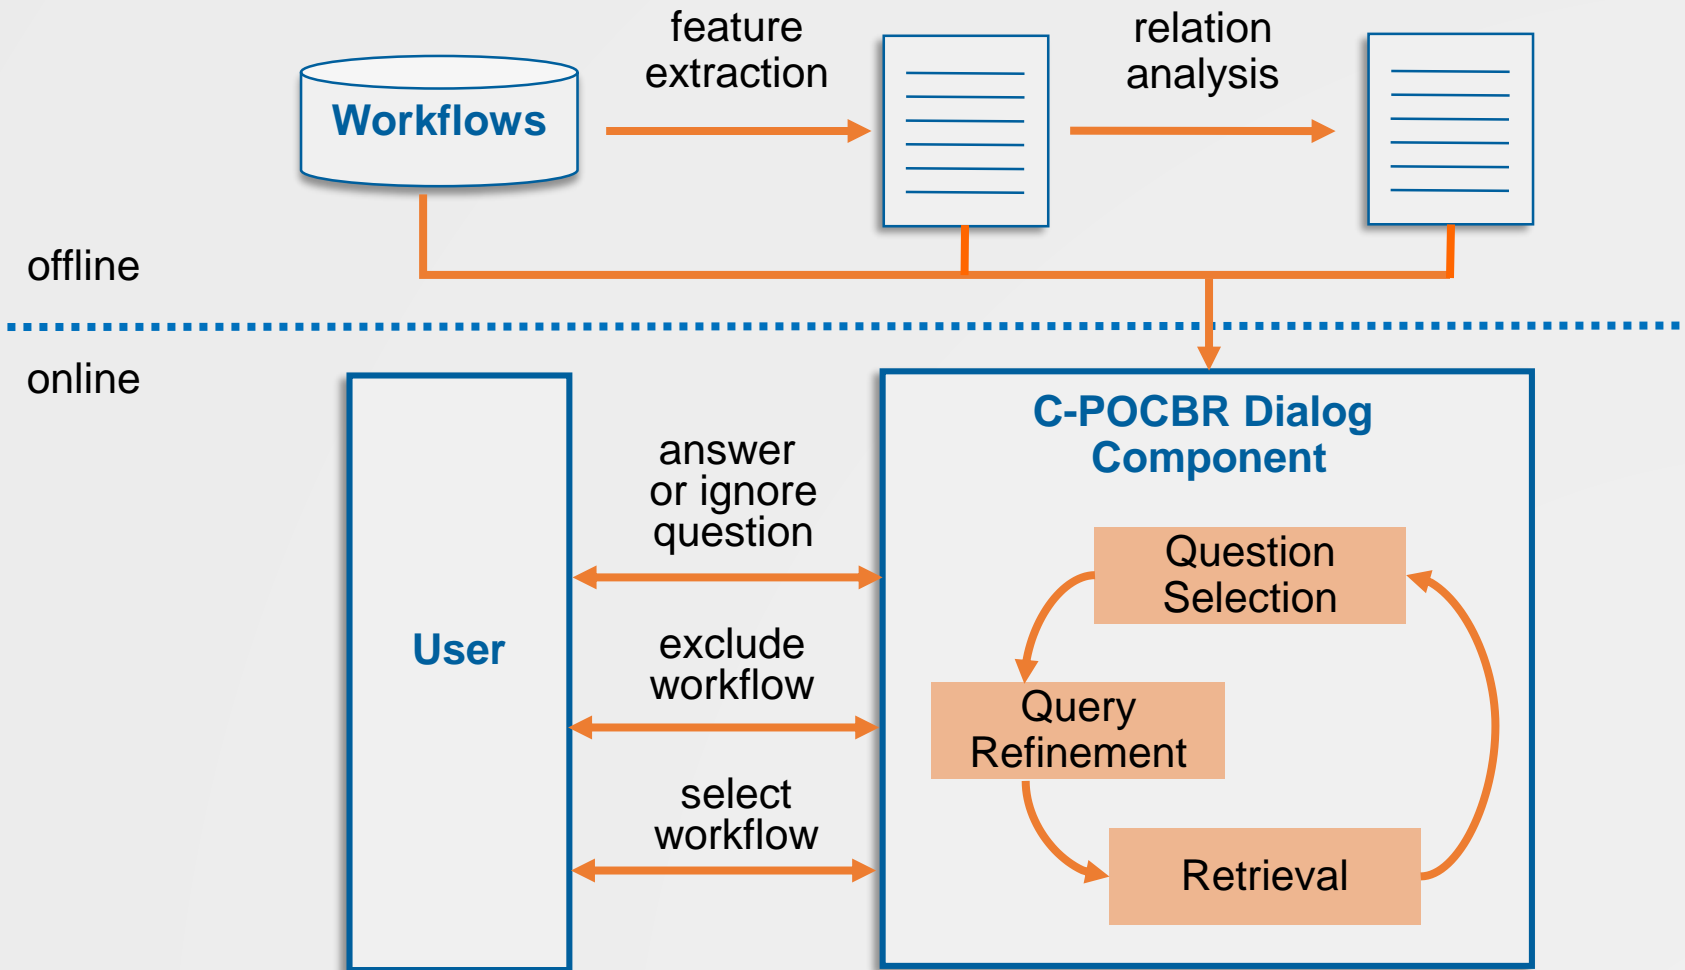 feature
extraction
relation
analysis
Workflows
offline
online
C-POCBR Dialog
Component
answer
or ignore
question
Question
Selection
User
exclude
workflow
Query
Refinement
select
workflow
Retrieval